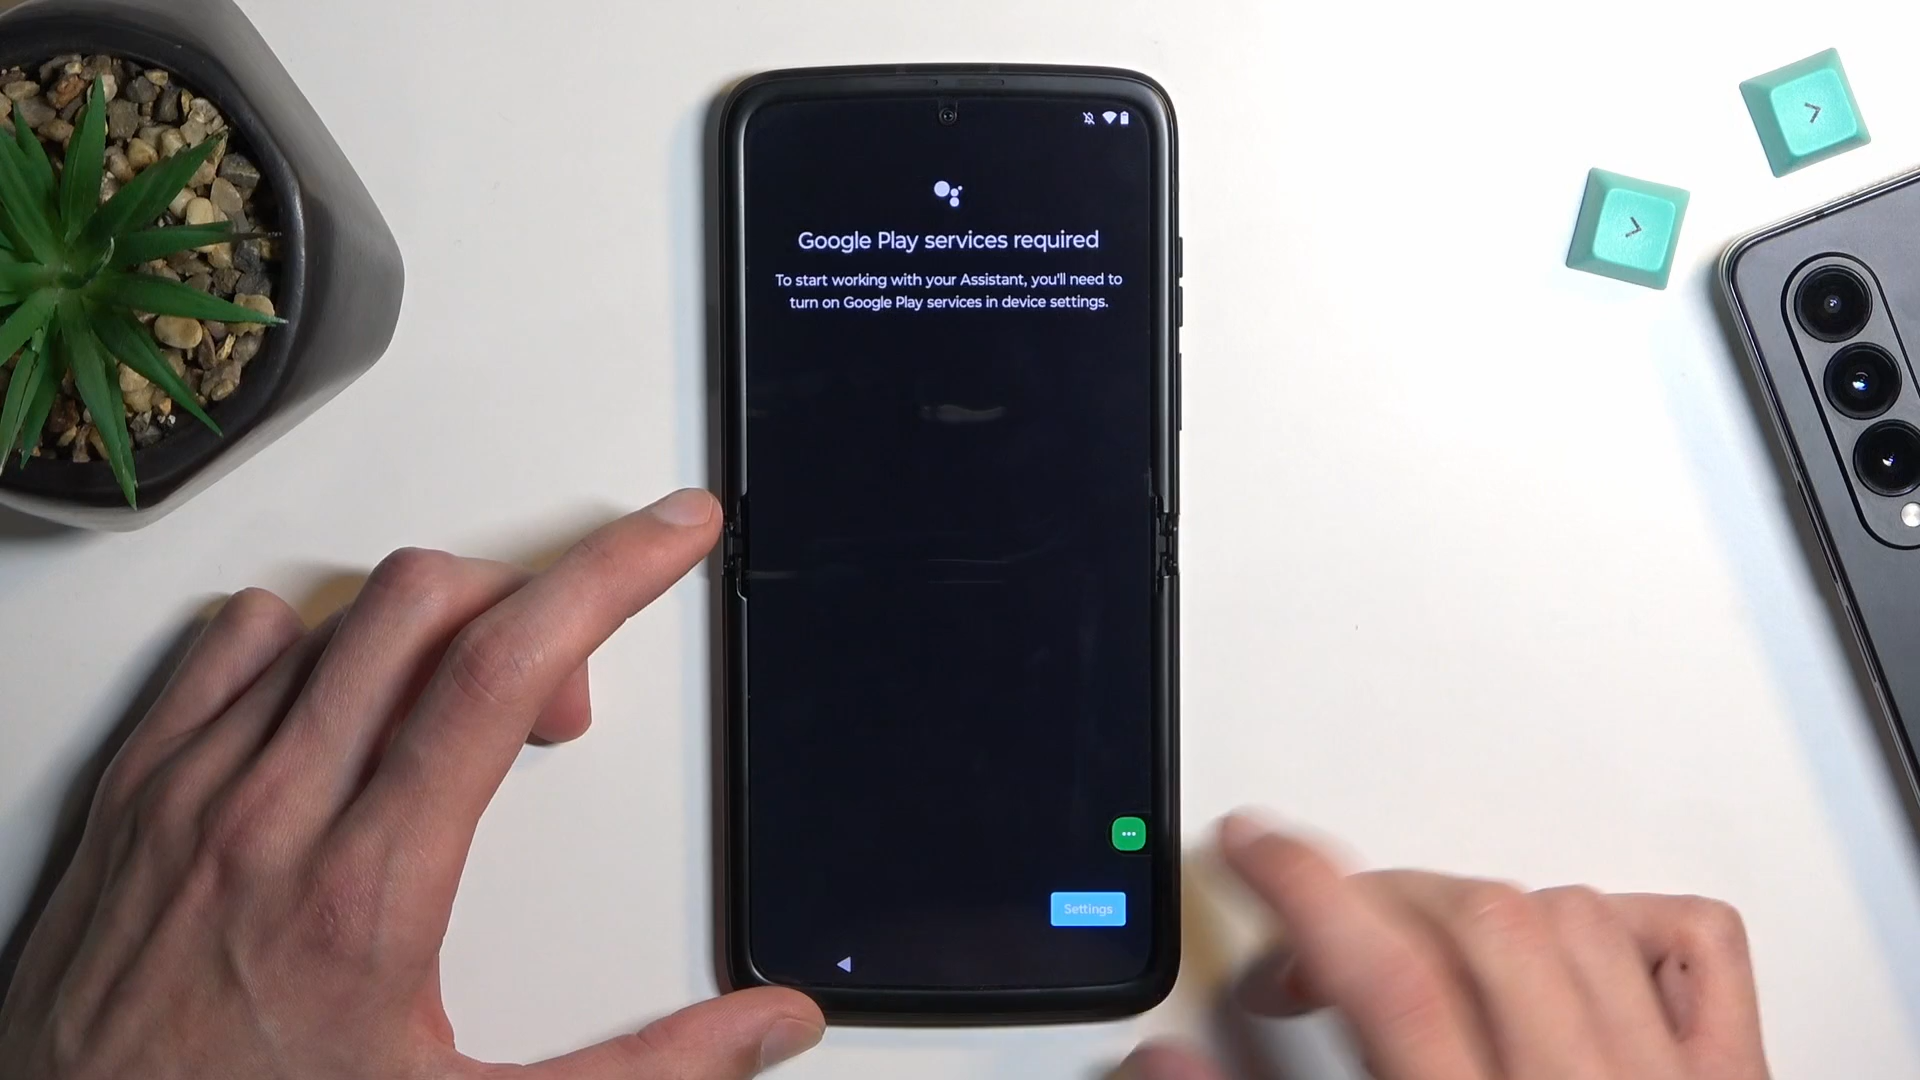 Google Play services required
To start working with your Assistant, you'll need to
turn on Google Play services in device settings.
Settings